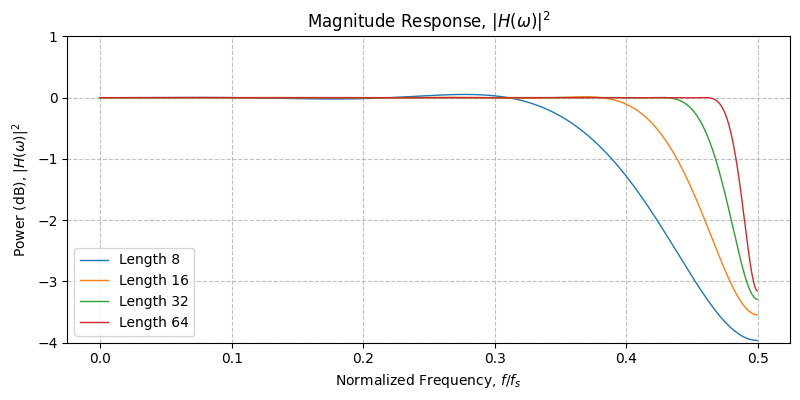 Magnitude Response, |H(ω)|²
Power (dB), |H(ω)|²
1
0
−1
−2
−3
−4
Length 8
Length 16
Length 32
Length 64
0.0 0.1 0.2 0.3 0.4 0.5
Normalized Frequency, f/fₛ